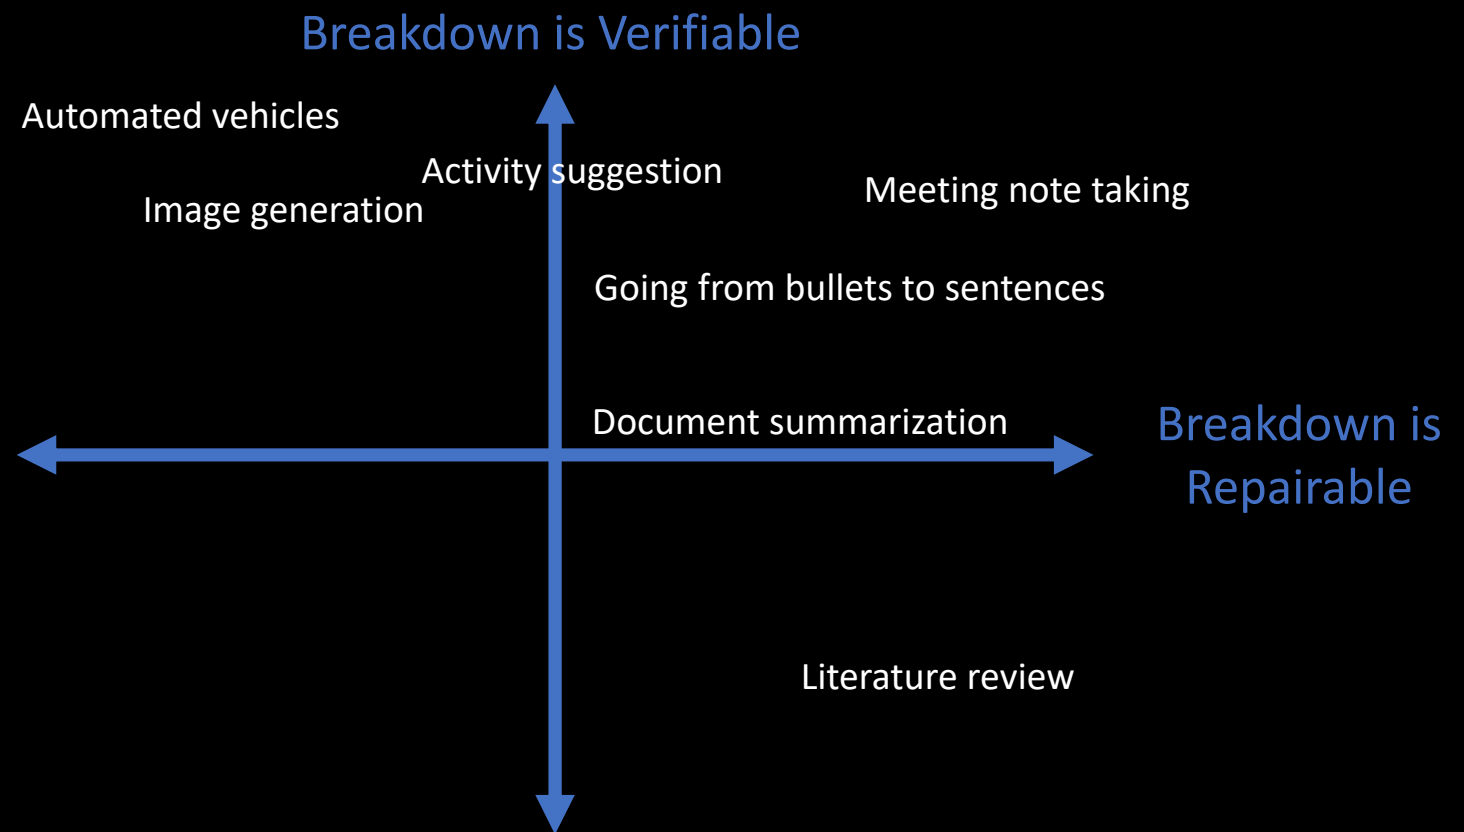 Breakdown is Verifiable
Automated vehicles
Activity suggestion
Meeting note taking
Image generation
Going from bullets to sentences
Document summarization
Breakdown is
Repairable
Literature review